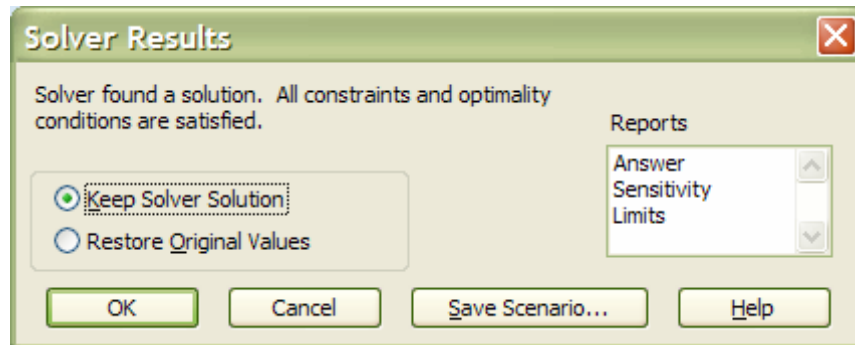 Solver Results
Solver found a solution. All constraints and optimality
conditions are satisfied.
Reports
Answer
Sensitivity
Limits
Keep Solver Solution
Restore Original Values
OK
Cancel
Save Scenario...
Help